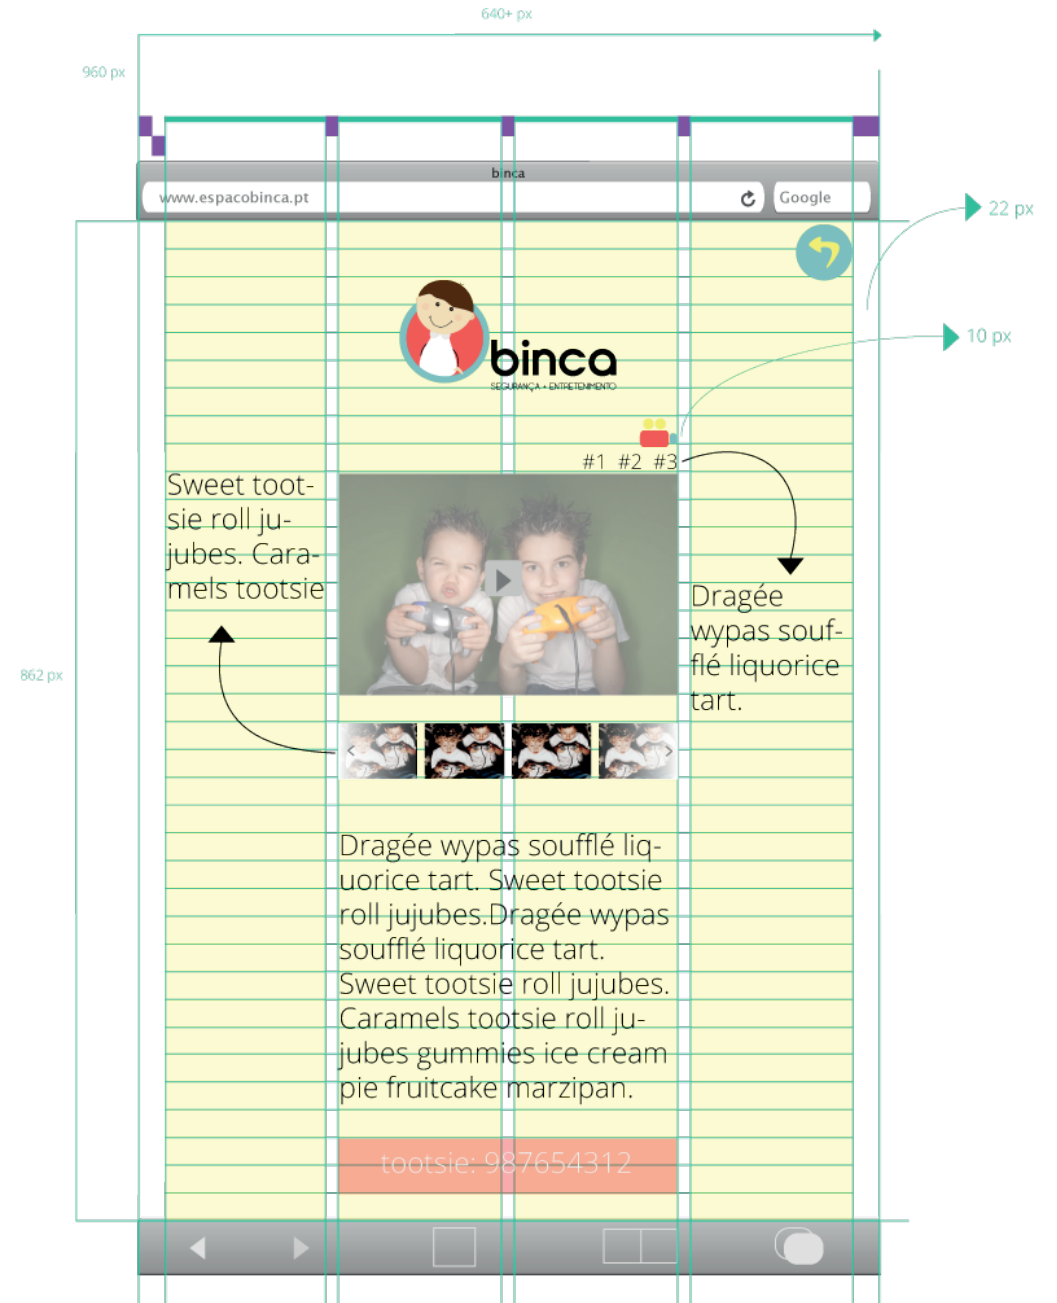 640+ px
960 px
binca
www.espacobinca.pt
Google
22 px
binca
SEGURANÇA + ENTRETENIMENTO
10 px
#1 #2 #3
Sweet toot-
sie roll ju-
jubes. Cara-
mels tootsie
Dragée
wypas souf-
flé liquorice
tart.
862 px
Dragée wypas soufflé liq-
uorice tart. Sweet tootsie
roll jujubes.Dragée wypas
soufflé liquorice tart.
Sweet tootsie roll jujubes.
Caramels tootsie roll ju-
jubes gummies ice cream
pie fruitcake marzipan.
tootsie: 987654312